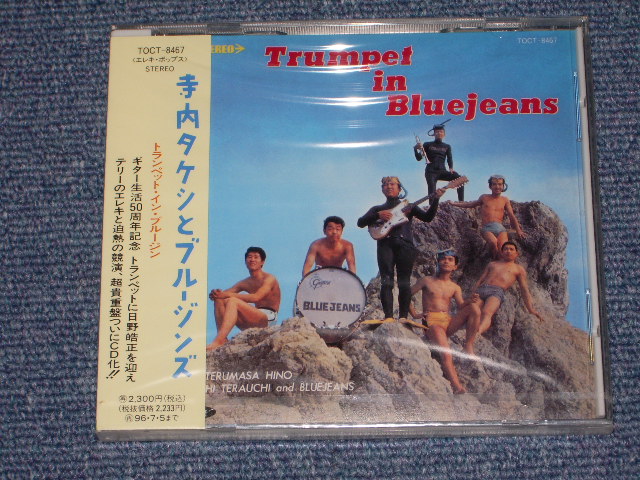 TOCT-8467
〈エレキ・ポップス〉
STEREO
寺内タケシとブルージンズ
トランペット・イン・ブルージン
ギター生活50周年記念 トランペットに日野皓正を迎え
テリーのエレキと迫熱の競演、超貴重盤ついにCD化!!
2,300円(税込)
(税抜価格2,233円)
96・7・5まで
TOCT-8467
Trumpet
in
Bluejeans
BLUE JEANS
TERUMASA HINO
TERAUCHI and BLUEJEANS